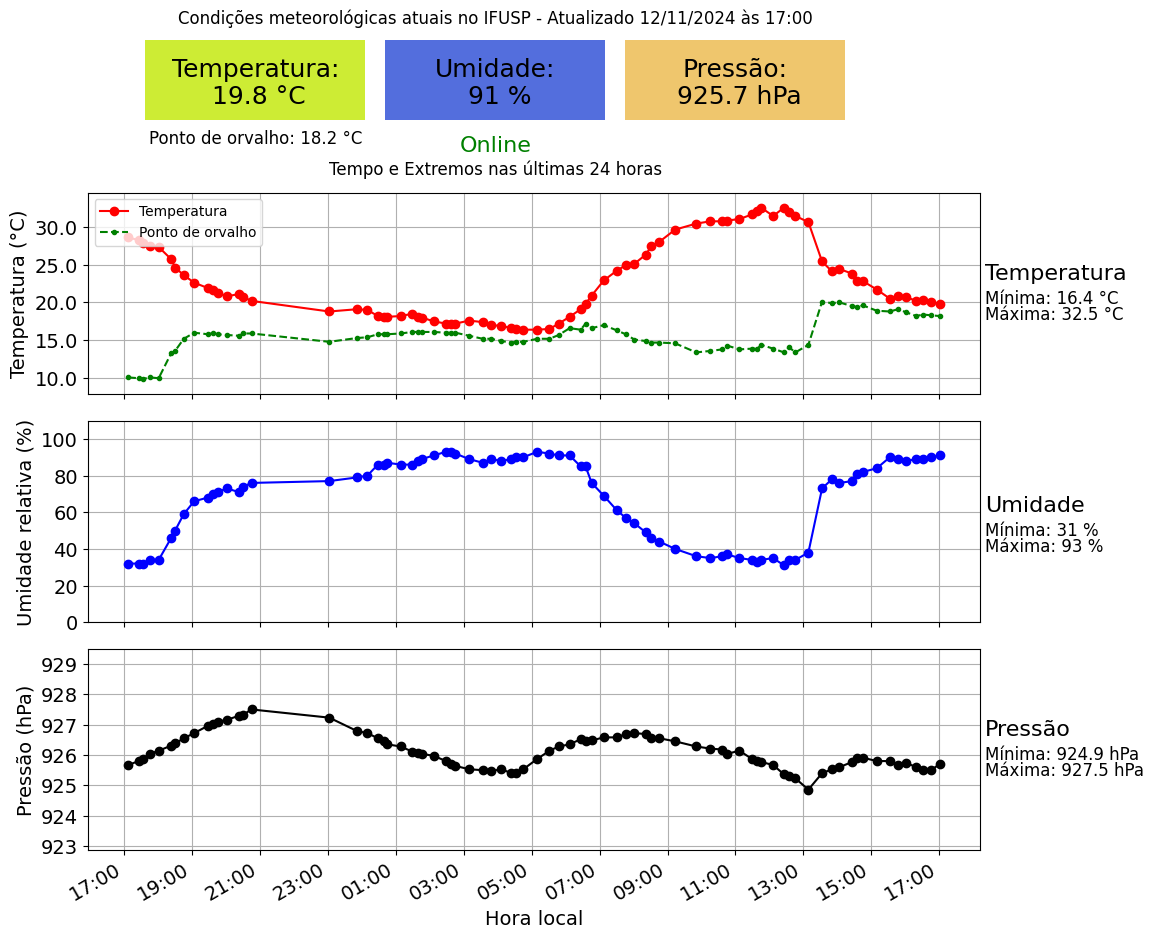 Condições meteorológicas atuais no IFUSP - Atualizado 12/11/2024 às 17:00
Temperatura:
19.8 °C
Umidade:
91 %
Pressão:
925.7 hPa
Ponto de orvalho: 18.2 °C
Online
Tempo e Extremos nas últimas 24 horas
Temperatura (°C)
30.0
25.0
20.0
15.0
10.0
Temperatura
Ponto de orvalho
Temperatura
Mínima: 16.4 °C
Máxima: 32.5 °C
Umidade relativa (%)
100
80
60
40
20
0
Umidade
Mínima: 31 %
Máxima: 93 %
Pressão (hPa)
929
928
927
926
925
924
923
Pressão
Mínima: 924.9 hPa
Máxima: 927.5 hPa
17:00
19:00
21:00
23:00
01:00
03:00
05:00
07:00
09:00
11:00
13:00
15:00
17:00
Hora local